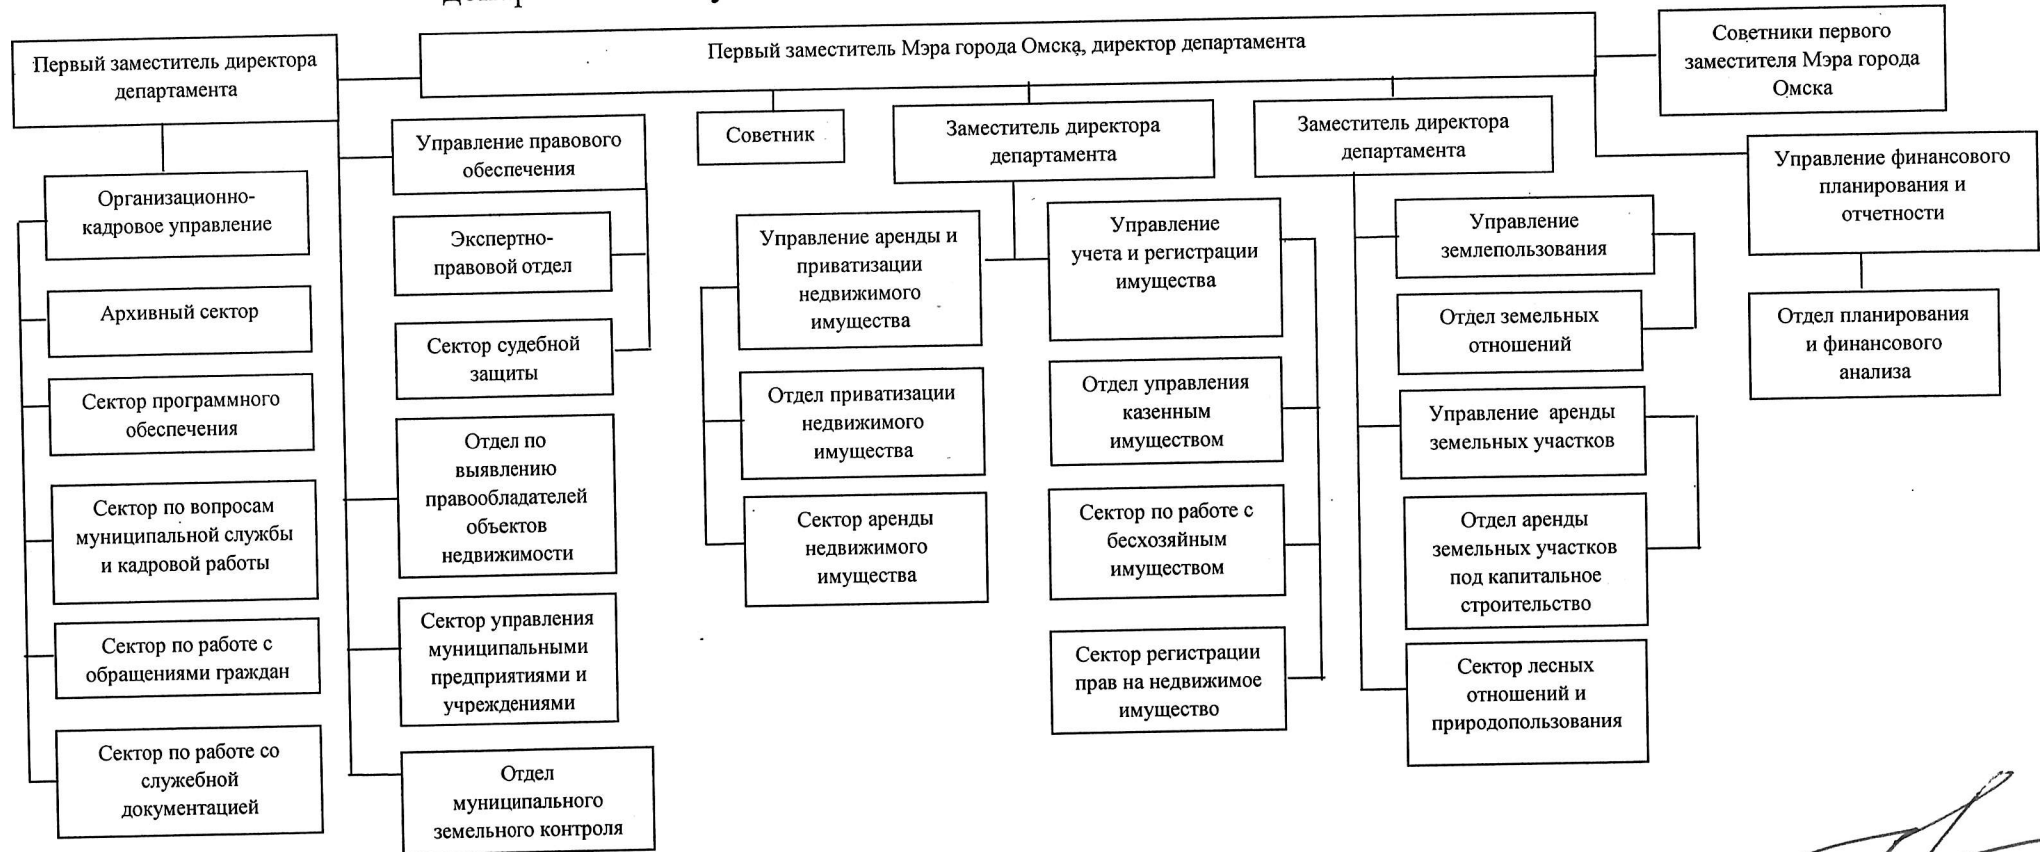 Первый заместитель директора
департамента
Первый заместитель Мэра города Омска, директор департамента
Советники первого
заместителя Мэра города
Омска
Организационно-
кадровое управление
Архивный сектор
Сектор программного
обеспечения
Сектор по вопросам
муниципальной службы
и кадровой работы
Сектор по работе с
обращениями граждан
Сектор по работе со
служебной
документацией
Управление правового
обеспечения
Экспертно-
правовой отдел
Сектор судебной
защиты
Отдел по
выявлению
правообладателей
объектов
недвижимости
Сектор управления
муниципальными
предприятиями и
учреждениями
Отдел
муниципального
земельного контроля
Советник
Заместитель директора
департамента
Управление аренды и
приватизации
недвижимого
имущества
Отдел приватизации
недвижимого
имущества
Сектор аренды
недвижимого
имущества
Управление
учета и регистрации
имущества
Отдел управления
казенным
имуществом
Сектор по работе с
бесхозяйным
имуществом
Сектор регистрации
прав на недвижимое
имущество
Заместитель директора
департамента
Управление
землепользования
Отдел земельных
отношений
Управление аренды
земельных участков
Отдел аренды
земельных участков
под капитальное
строительство
Сектор лесных
отношений и
природопользования
Управление финансового
планирования и
отчетности
Отдел планирования
и финансового
анализа